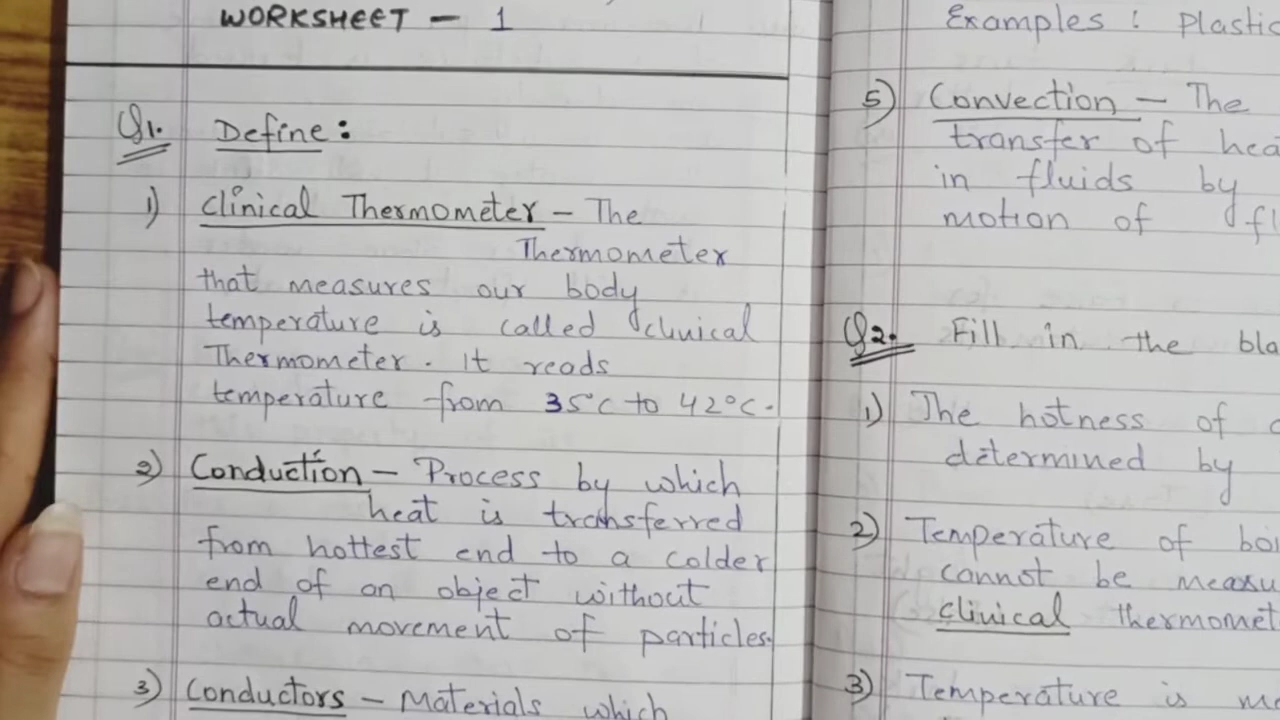 WORKSHEET - 1
Q1. Define:
1) Clinical Thermometer - The
Thermometer
that measures our body
temperature is called clinical
Thermometer. It reads
temperature from 35°C to 42°C.
2) Conduction - Process by which
heat is transferred
from hottest end to a colder
end of an object without
actual movement of particles.
3) Conductors - Materials which
Examples : Plastic
5) Convection - The
transfer of hea
in fluids by
motion of fl
Q2. Fill in the bla
1) The hotness of
determined by
2) Temperature of boi
cannot be measu
clinical thermomet
3) Temperature is me